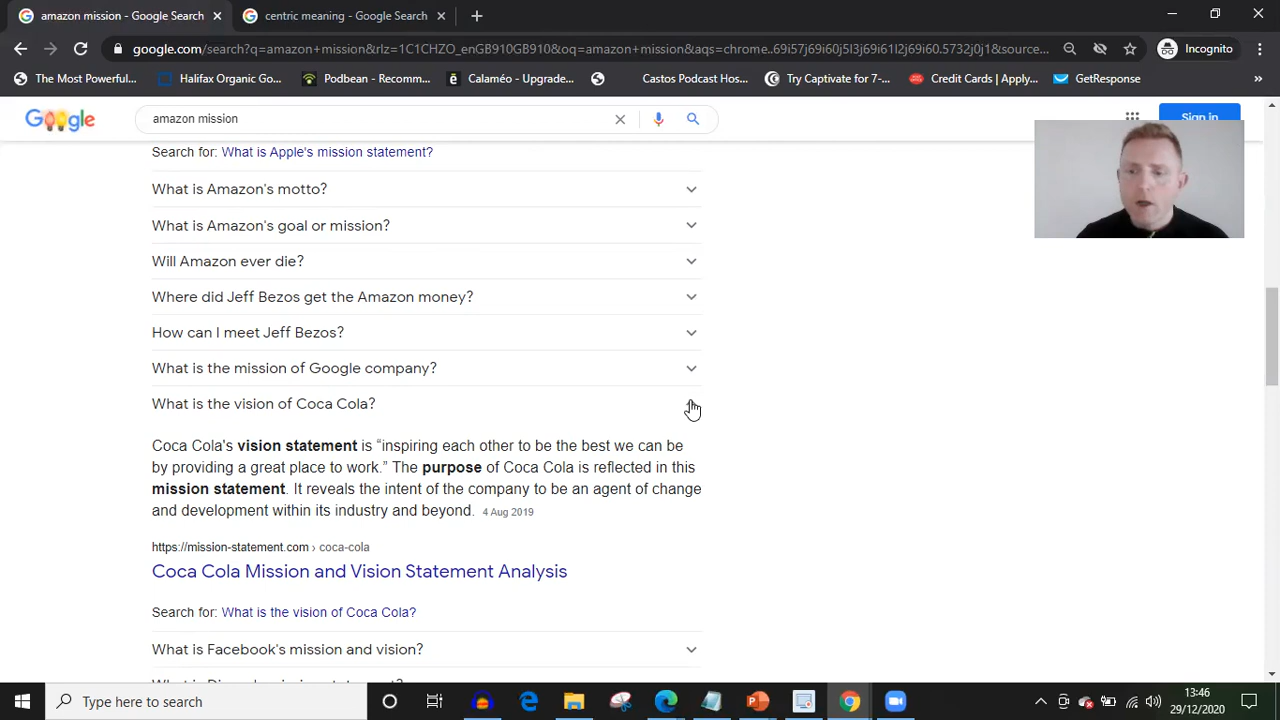 amazon mission - Google Search
centric meaning - Google Search
google.com/search?q=amazon+mission&rlz=1C1CHZO_enGB910GB910&oq=amazon+mission&aqs=chrome..69i57j69i60j5l3j69i61l2j69i60.5732j0j1&source...
Incognito
The Most Powerful...
Halifax Organic Go...
Podbean - Recomm...
Calaméo - Upgrade...
Castos Podcast Hos...
Try Captivate for 7-...
Credit Cards | Apply...
GetResponse
»
Google
amazon mission
Sign in
Search for: What is Apple's mission statement?
What is Amazon's motto?
What is Amazon's goal or mission?
Will Amazon ever die?
Where did Jeff Bezos get the Amazon money?
How can I meet Jeff Bezos?
What is the mission of Google company?
What is the vision of Coca Cola?
Coca Cola's vision statement is “inspiring each other to be the best we can be
by providing a great place to work.” The purpose of Coca Cola is reflected in this
mission statement. It reveals the intent of the company to be an agent of change
and development within its industry and beyond. 4 Aug 2019
https://mission-statement.com › coca-cola
Coca Cola Mission and Vision Statement Analysis
Search for: What is the vision of Coca Cola?
What is Facebook's mission and vision?
Type here to search
13:46
29/12/2020